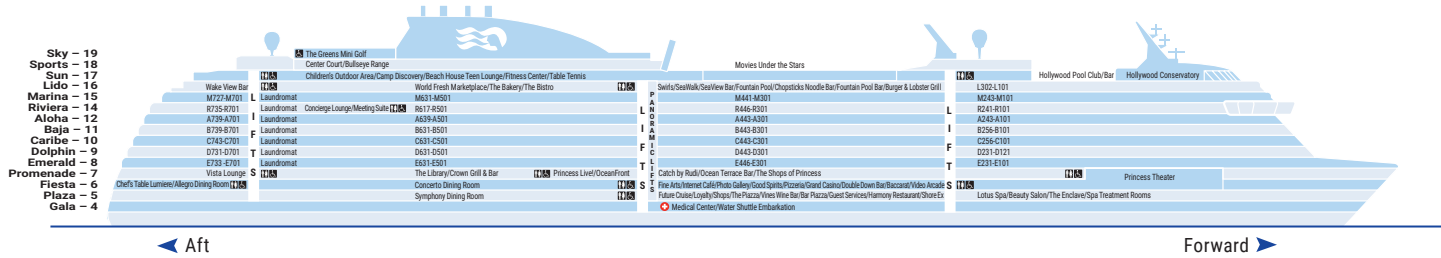 Sky – 19 The Greens Mini Golf
Sports – 18 Center Court/Bullseye Range Movies Under the Stars
Sun – 17 Children's Outdoor Area/Camp Discovery/Beach House Teen Lounge/Fitness Center/Table Tennis Hollywood Pool Club/Bar Hollywood Conservatory
Lido – 16 Wake View Bar World Fresh Marketplace/The Bakery/The Bistro Swirls/SeaWalk/SeaView Bar/Fountain Pool/Chopsticks Noodle Bar/Fountain Pool Bar/Burger & Lobster Grill L302-L101
Marina – 15 M727-M701 Laundromat M631-M501 M441-M301 M243-M101
Riviera – 14 R735-R701 Laundromat Concierge Lounge/Meeting Suite R617-R501 R446-R301 R241-R101
Aloha – 12 A739-A701 Laundromat A639-A501 A443-A301 A243-A101
Baja – 11 B739-B701 Laundromat B631-B501 B443-B301 B256-B101
Caribe – 10 C743-C701 Laundromat C631-C501 C443-C301 C256-C101
Dolphin – 9 D731-D701 Laundromat D631-D501 D443-D301 D231-D121
Emerald – 8 E733-E701 Laundromat E631-E501 E446-E301 E231-E101
Promenade – 7 Vista Lounge The Library/Crown Grill & Bar Princess Live!/OceanFront Catch by Rudi/Ocean Terrace Bar/The Shops of Princess Princess Theater
Fiesta – 6 Chef's Table Lumiere/Allegro Dining Room Concerto Dining Room Fine Arts/Internet Café/Photo Gallery/Good Spirits/Pizzeria/Grand Casino/Double Down Bar/Baccarat/Video Arcade
Plaza – 5 Symphony Dining Room Future Cruise/Loyalty/Shops/The Piazza/Vines Wine Bar/Bar Piazza/Guest Services/Harmony Restaurant/Shore Ex Lotus Spa/Beauty Salon/The Enclave/Spa Treatment Rooms
Gala – 4 Medical Center/Water Shuttle Embarkation
LIFTS
LIFTS
PANORAMIC LIFTS
LIFTS
Aft
Forward